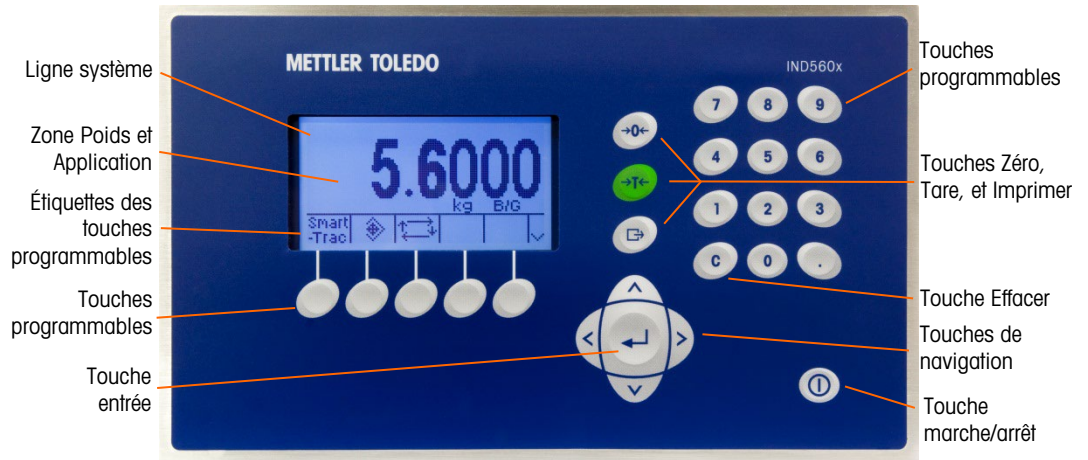 Ligne système
Zone Poids et
Application
Étiquettes des
touches
programmables
Touches
programmables
Touche
entrée
METTLER TOLEDO
IND560x
5.6000
kg B/G
Smart
-Trac
→0←
→T←
7 8 9
4 5 6
1 2 3
C 0 .
Touches
programmables
Touches Zéro,
Tare, et Imprimer
Touche Effacer
Touches de
navigation
Touche
marche/arrêt